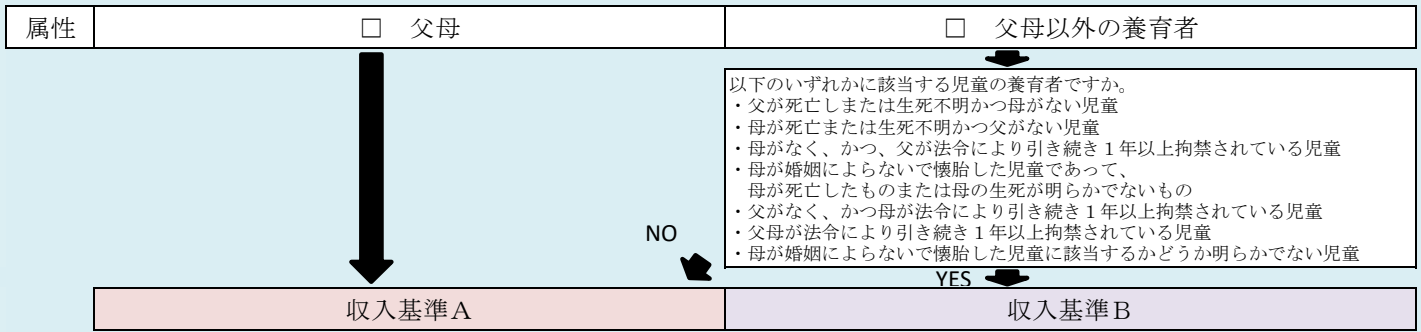 属性
□ 父母
□ 父母以外の養育者
以下のいずれかに該当する児童の養育者ですか。
・父が死亡しまたは生死不明かつ母がない児童
・母が死亡または生死不明かつ父がない児童
・母がなく、かつ、父が法令により引き続き1年以上拘禁されている児童
・母が婚姻によらないで懐胎した児童であって、
母が死亡したものまたは母の生死が明らかでないもの
・父がなく、かつ母が法令により引き続き1年以上拘禁されている児童
・父母が法令により引き続き1年以上拘禁されている児童
・母が婚姻によらないで懐胎した児童に該当するかどうか明らかでない児童
NO
YES
収入基準A
収入基準B